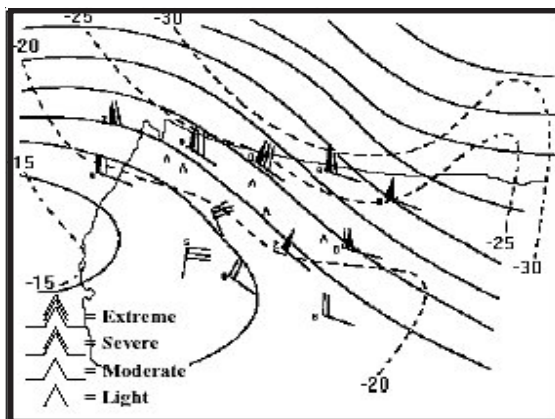 -25
-30
-20
15
-25
-30
-15
-20
= Extreme
= Severe
= Moderate
= Light